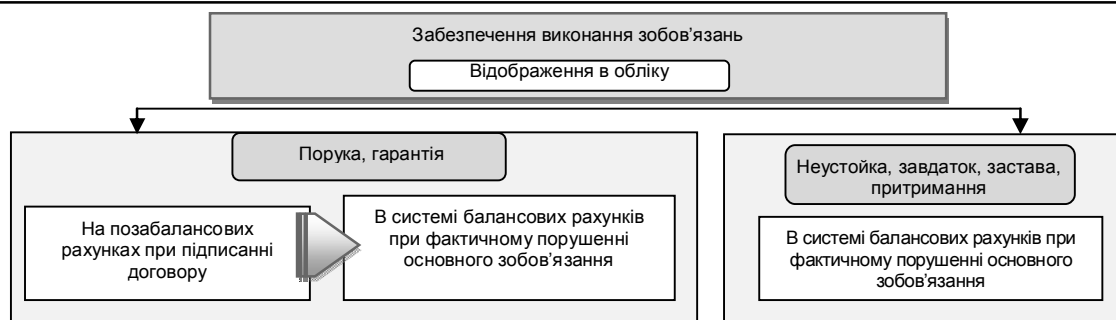 Забезпечення виконання зобов’язань
Відображення в обліку
Порука, гарантія
На позабалансових
рахунках при підписанні
договору
В системі балансових рахунків
при фактичному порушенні
основного зобов’язання
Неустойка, завдаток, застава,
притримання
В системі балансових рахунків при
фактичному порушенні основного
зобов’язання